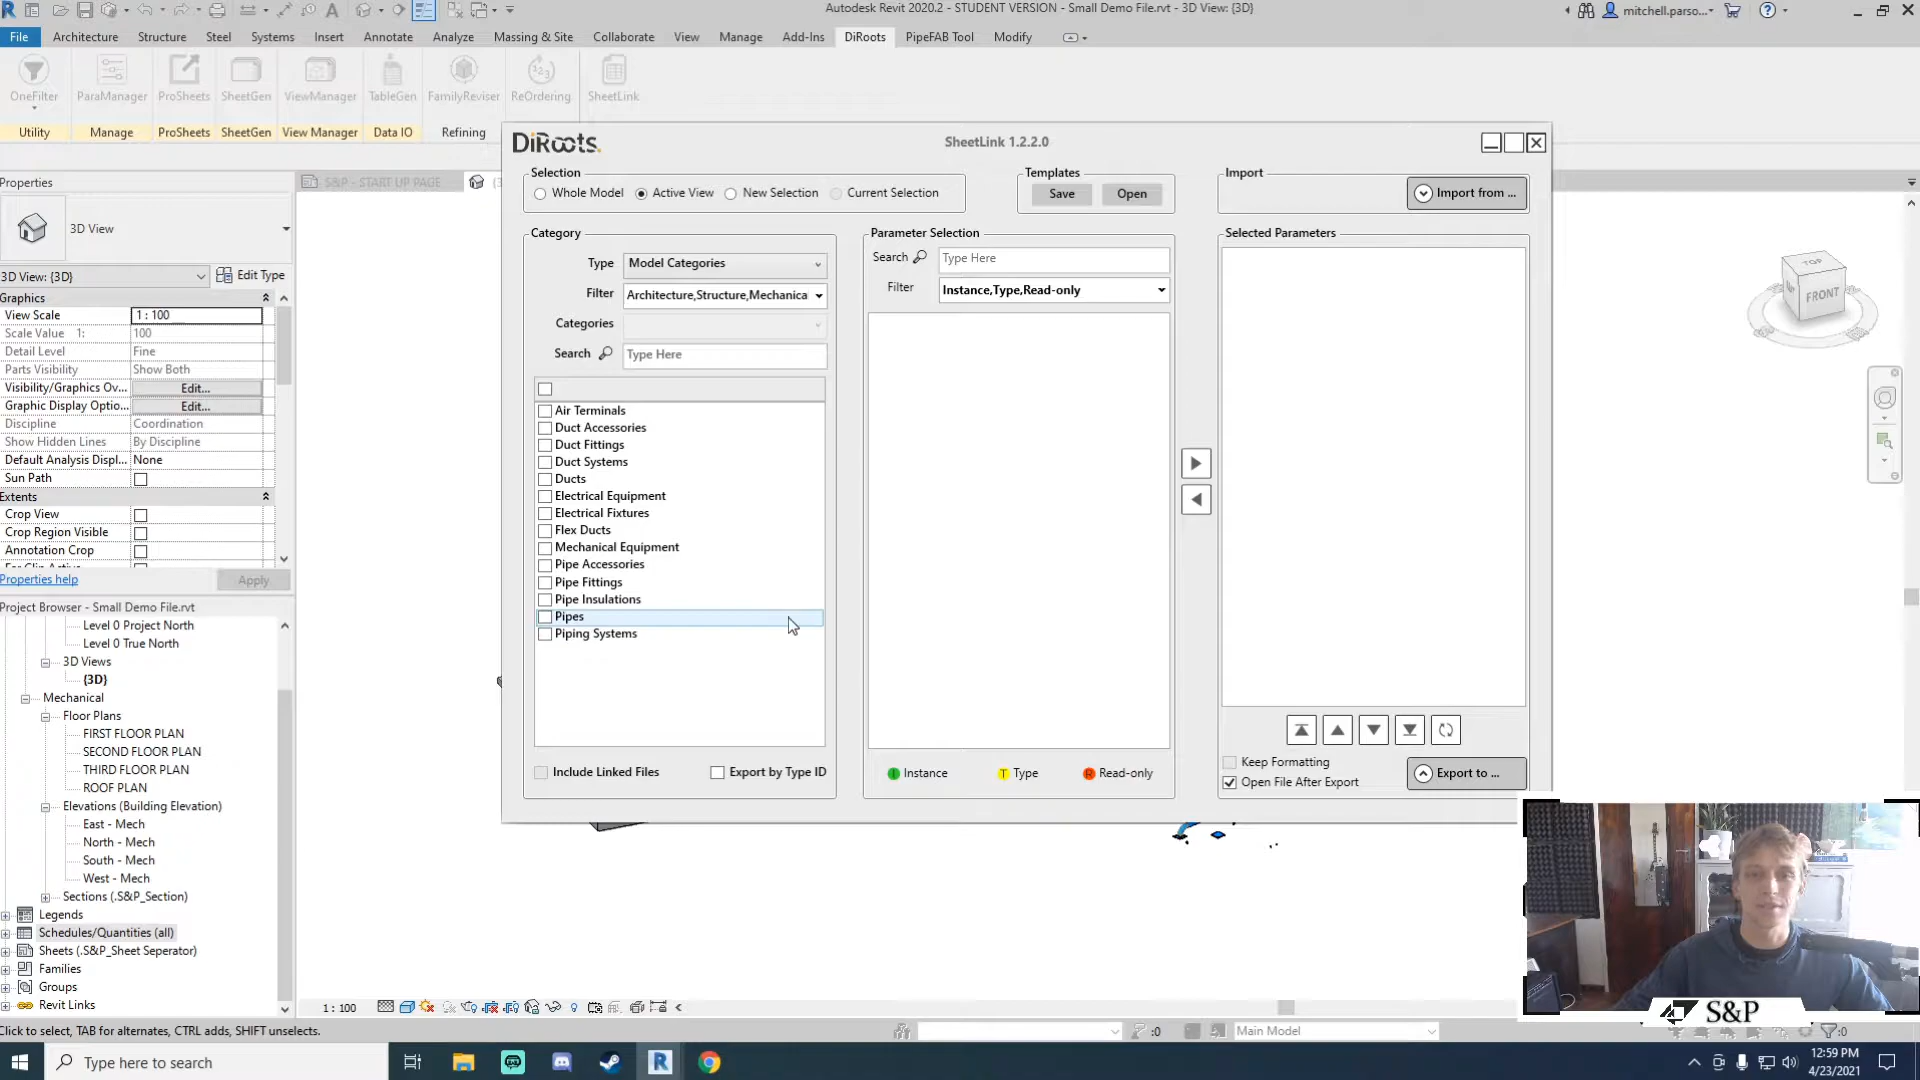 Autodesk Revit 2020.2 - STUDENT VERSION - Small Demo File.rvt - 3D View: {3D}
mitchell.parso...
File Architecture Structure Steel Systems Insert Annotate Analyze Massing & Site Collaborate View Manage Add-Ins DiRoots PipeFAB Tool Modify
OneFilter ParaManager ProSheets SheetGen ViewManager TableGen FamilyReviser ReOrdering SheetLink
Utility Manage ProSheets SheetGen View Manager Data IO Refining
Properties
S&P - START UP PAGE
3D View
3D View: {3D} Edit Type
Graphics
View Scale 1 : 100
Scale Value 1: 100
Detail Level Fine
Parts Visibility Show Both
Visibility/Graphics Ov... Edit...
Graphic Display Optio... Edit...
Discipline Coordination
Show Hidden Lines By Discipline
Default Analysis Displ... None
Sun Path
Extents
Crop View
Crop Region Visible
Annotation Crop
Properties help Apply
Project Browser - Small Demo File.rvt
Level 0 Project North
Level 0 True North
3D Views
{3D}
Mechanical
Floor Plans
FIRST FLOOR PLAN
SECOND FLOOR PLAN
THIRD FLOOR PLAN
ROOF PLAN
Elevations (Building Elevation)
East - Mech
North - Mech
South - Mech
West - Mech
Sections (.S&P_Section)
Legends
Schedules/Quantities (all)
Sheets (.S&P_Sheet Seperator)
Families
Groups
Revit Links
DiRoots.
SheetLink 1.2.2.0
Selection
Whole Model Active View New Selection Current Selection
Templates
Save Open
Import
Import from ...
Category
Type Model Categories
Filter Architecture,Structure,Mechanica
Categories
Search Type Here
Air Terminals
Duct Accessories
Duct Fittings
Duct Systems
Ducts
Electrical Equipment
Electrical Fixtures
Flex Ducts
Mechanical Equipment
Pipe Accessories
Pipe Fittings
Pipe Insulations
Pipes
Piping Systems
Include Linked Files Export by Type ID
Parameter Selection
Search Type Here
Filter Instance,Type,Read-only
I Instance T Type R Read-only
Selected Parameters
Keep Formatting
Open File After Export
Export to ...
TOP
FRONT
1 : 100
S&P
Click to select, TAB for alternates, CTRL adds, SHIFT unselects.
:0
Main Model
:0
Type here to search
12:59 PM
4/23/2021